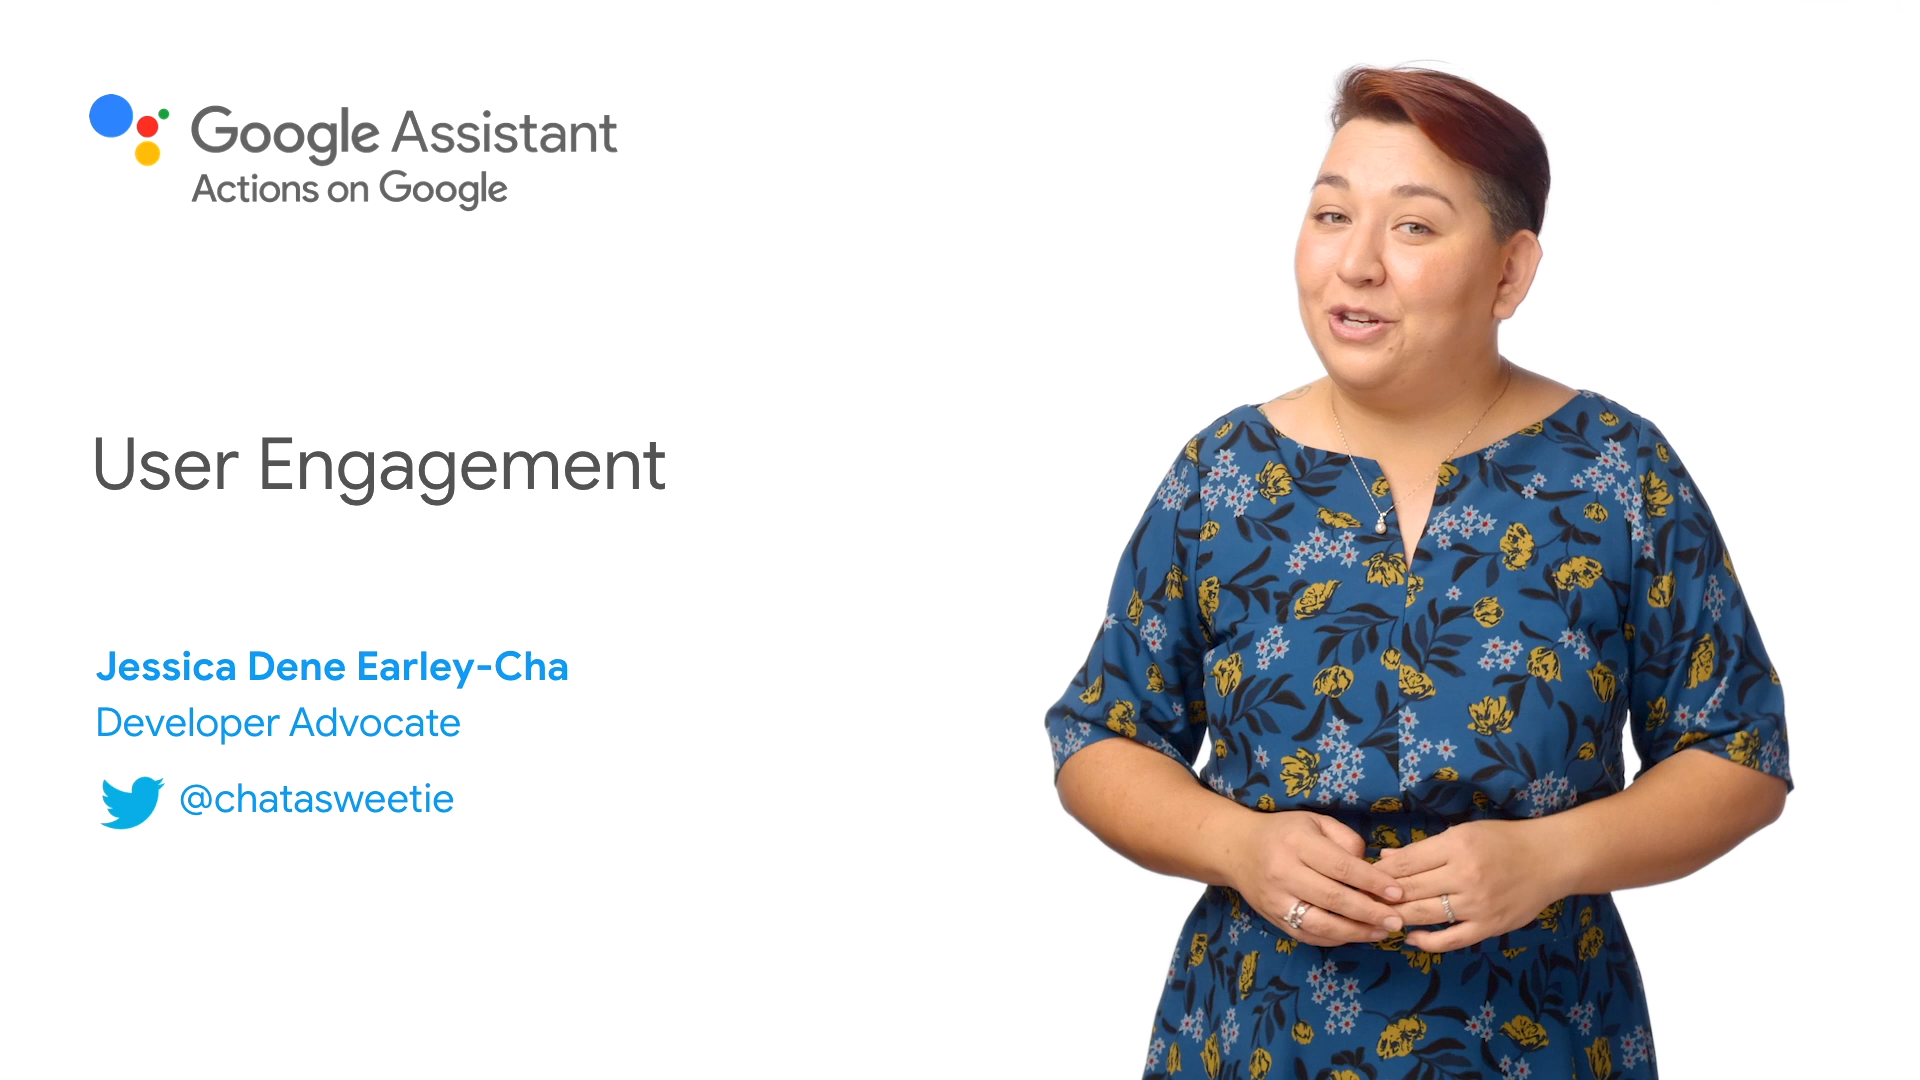 Google Assistant
Actions on Google
User Engagement
Jessica Dene Earley-Cha
Developer Advocate
@chatasweetie